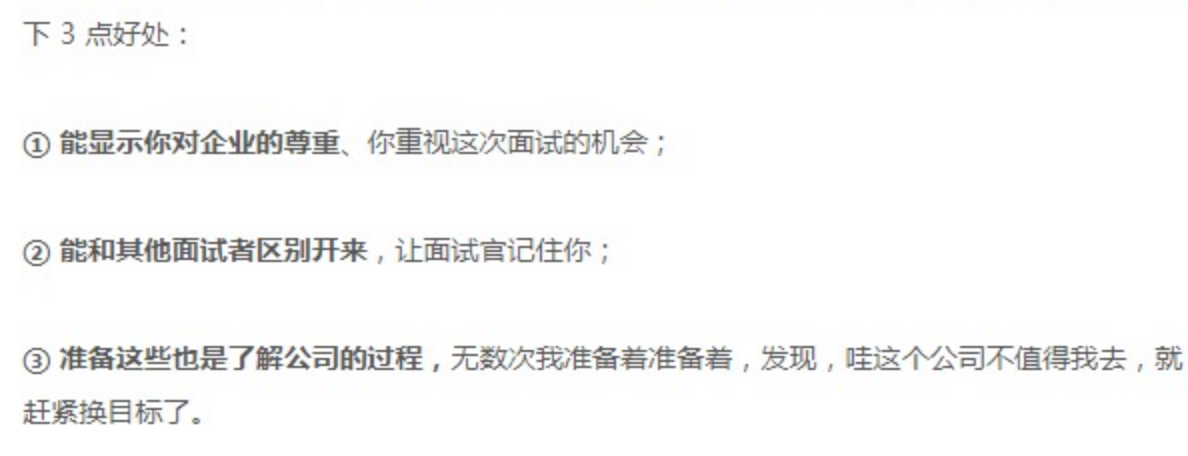 下 3 点好处：
① 能显示你对企业的尊重、你重视这次面试的机会；
② 能和其他面试者区别开来，让面试官记住你；
③ 准备这些也是了解公司的过程，无数次我准备着准备着，发现，哇这个公司不值得我去，就
赶紧换目标了。